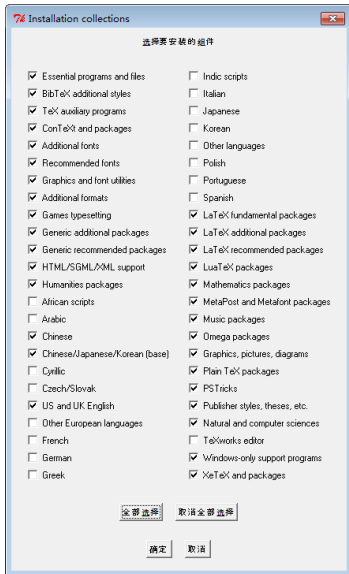 Installation collections
选择要安装的组件
Essential programs and files
BibTeX additional styles
TeX auxiliary programs
ConTeXt and packages
Additional fonts
Recommended fonts
Graphics and font utilities
Additional formats
Games typesetting
Generic additional packages
Generic recommended packages
HTML/SGML/XML support
Humanities packages
African scripts
Arabic
Chinese
Chinese/Japanese/Korean (base)
Cyrillic
Czech/Slovak
US and UK English
Other European languages
French
German
Greek
Indic scripts
Italian
Japanese
Korean
Other languages
Polish
Portuguese
Spanish
LaTeX fundamental packages
LaTeX additional packages
LaTeX recommended packages
LuaTeX packages
Mathematics packages
MetaPost and Metafont packages
Music packages
Omega packages
Graphics, pictures, diagrams
Plain TeX packages
PSTricks
Publisher styles, theses, etc.
Natural and computer sciences
TeXworks editor
Windows-only support programs
XeTeX and packages
全部选择 取消全部选择
确定 取消